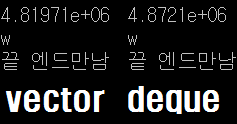 4.81971e+06 4.8721e+06
w w
끝 엔드만남 끝 엔드만남
vector deque